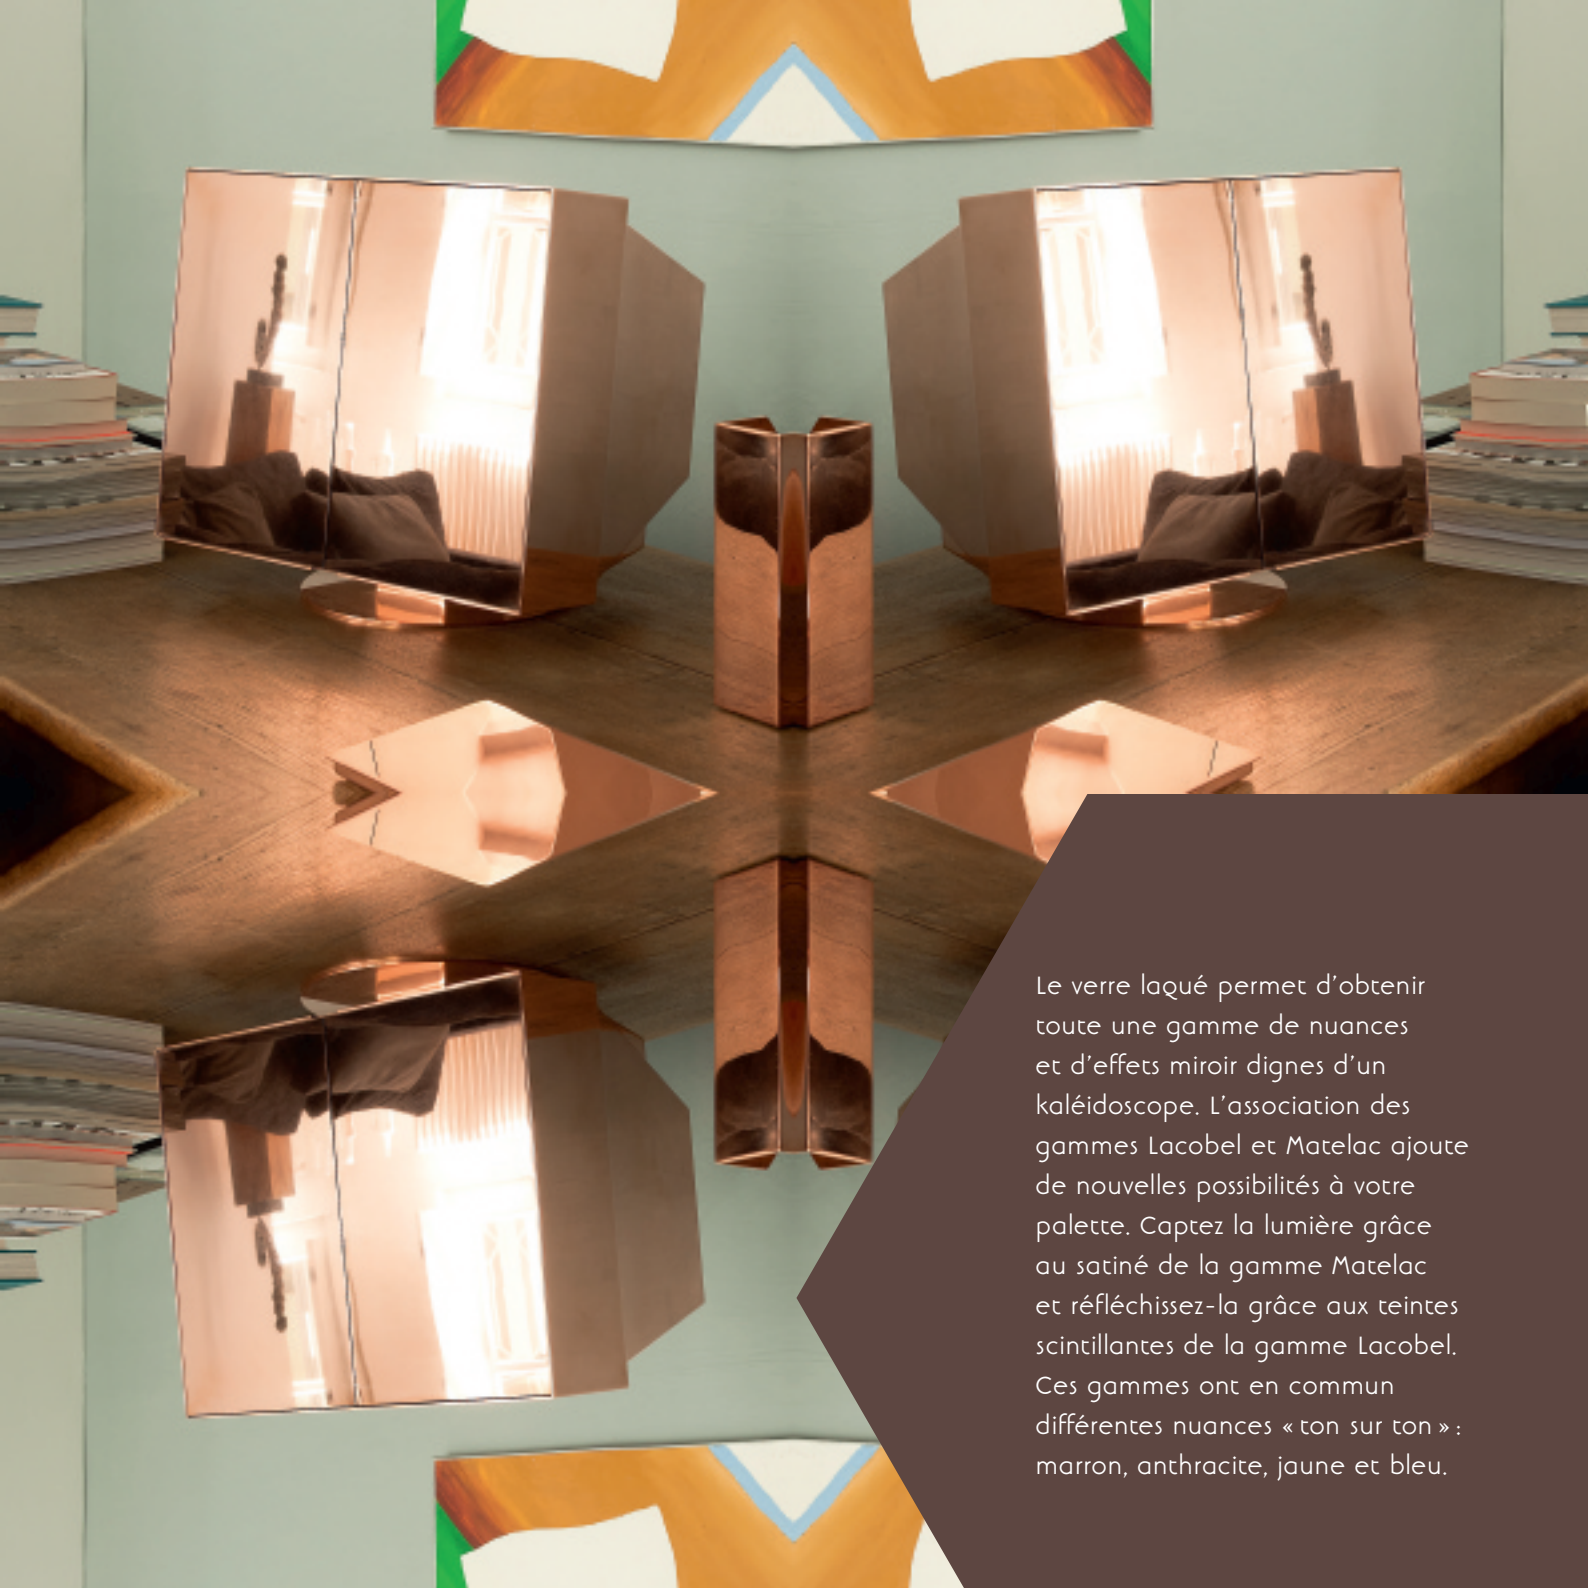 Le verre laqué permet d’obtenir
toute une gamme de nuances
et d’effets miroir dignes d’un
kaléidoscope. L’association des
gammes Lacobel et Matelac ajoute
de nouvelles possibilités à votre
palette. Captez la lumière grâce
au satiné de la gamme Matelac
et réfléchissez-la grâce aux teintes
scintillantes de la gamme Lacobel.
Ces gammes ont en commun
différentes nuances « ton sur ton » :
marron, anthracite, jaune et bleu.